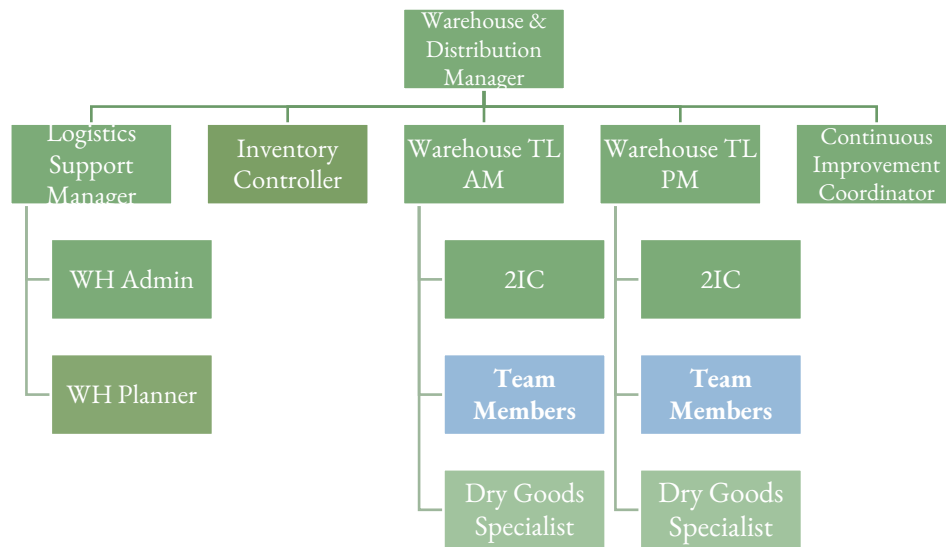 Warehouse &
Distribution
Manager
Logistics
Support
Manager
Inventory
Controller
Warehouse TL
AM
Warehouse TL
PM
Continuous
Improvement
Coordinator
WH Admin
2IC
2IC
WH Planner
Team
Members
Team
Members
Dry Goods
Specialist
Dry Goods
Specialist